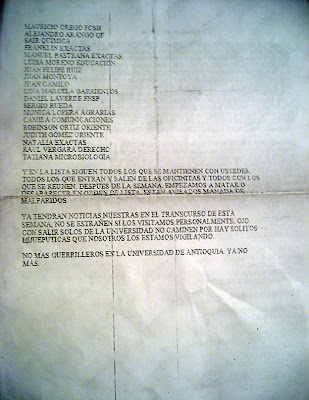 MAURICIO OREGO FCSH
ALEJANDRO ARANGO QF
SAIR QUIMICA
FRANKLIN EXACTAS
MANUEL PASTRANA EXACTAS
LUISA MORENO EDUCACIÓN
JUAN FELIPE RUIZ
JUAN MONTOYA
JUAN CAMILO
LINA MARCELA BARRIENTOS
DANIEL LAVERDE FNSP
SERGIO RUEDA
MONICA LOPERA AGRARIAS
CAMILA COMUNICACIONES
ROBINSON ORTIZ ORIENTE
JUDITH GÓMEZ ORIENTE
NATALIA EXACTAS
RAUL VERGARA DERECHO
TATIANA MICROBIOLOGIA
Y EN LA LISTA SIGUEN TODOS LOS QUE SE MANTIENEN CON USTEDES,
TODOS LOS QUE ENTRAN Y SALEN DE LAS OFICINITAS Y TODOS CON LOS
QUE SE REUNEN. DESPUES DE LA SEMANA, EMPEZAMOS A MATAR O
DESAPARECER EN ORDEN DE LISTA. ESTÁN AVISADOS MANADA DE
MALPARIDOS.
YA TENDRAN NOTICIAS NUESTRAS EN EL TRANSCURSO DE ESTA
SEMANA, NO SE EXTRAÑEN SI LOS VISITAMOS PERSONALMENTE. OJO
CON SALIR SOLOS DE LA UNIVERSIDAD NO CAMINEN POR HAY SOLITOS
HIJUEPUTICAS QUE NOSOTROS LOS ESTAMOS VIGILANDO.
NO MAS GUERRILLEROS EN LA UNIVERSIDAD DE ANTIOQUIA. YA NO
MAS.